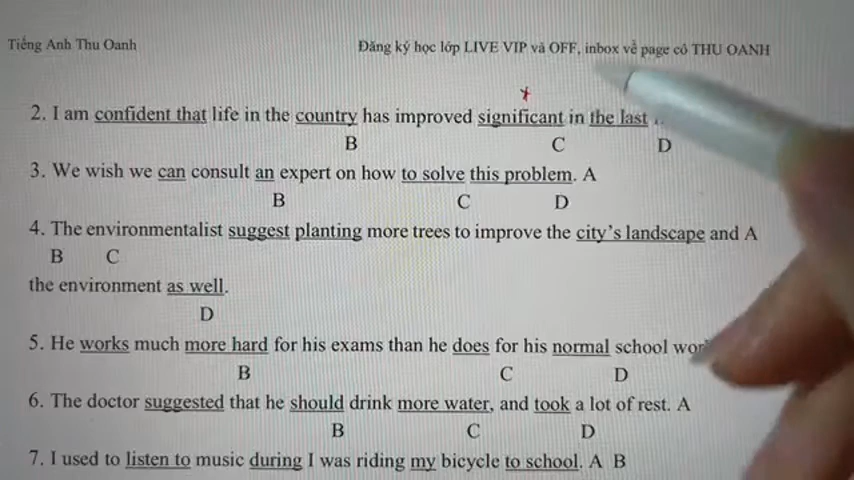 Tiếng Anh Thu Oanh
Đăng ký học lớp LIVE VIP và OFF, inbox về page cô THU OANH
2. I am confident that life in the country has improved significant in the last
B C D
3. We wish we can consult an expert on how to solve this problem. A
B C D
4. The environmentalist suggest planting more trees to improve the city's landscape and A
B C
the environment as well.
D
5. He works much more hard for his exams than he does for his normal school
B C D
6. The doctor suggested that he should drink more water, and took a lot of rest. A
B C D
7. I used to listen to music during I was riding my bicycle to school. A B